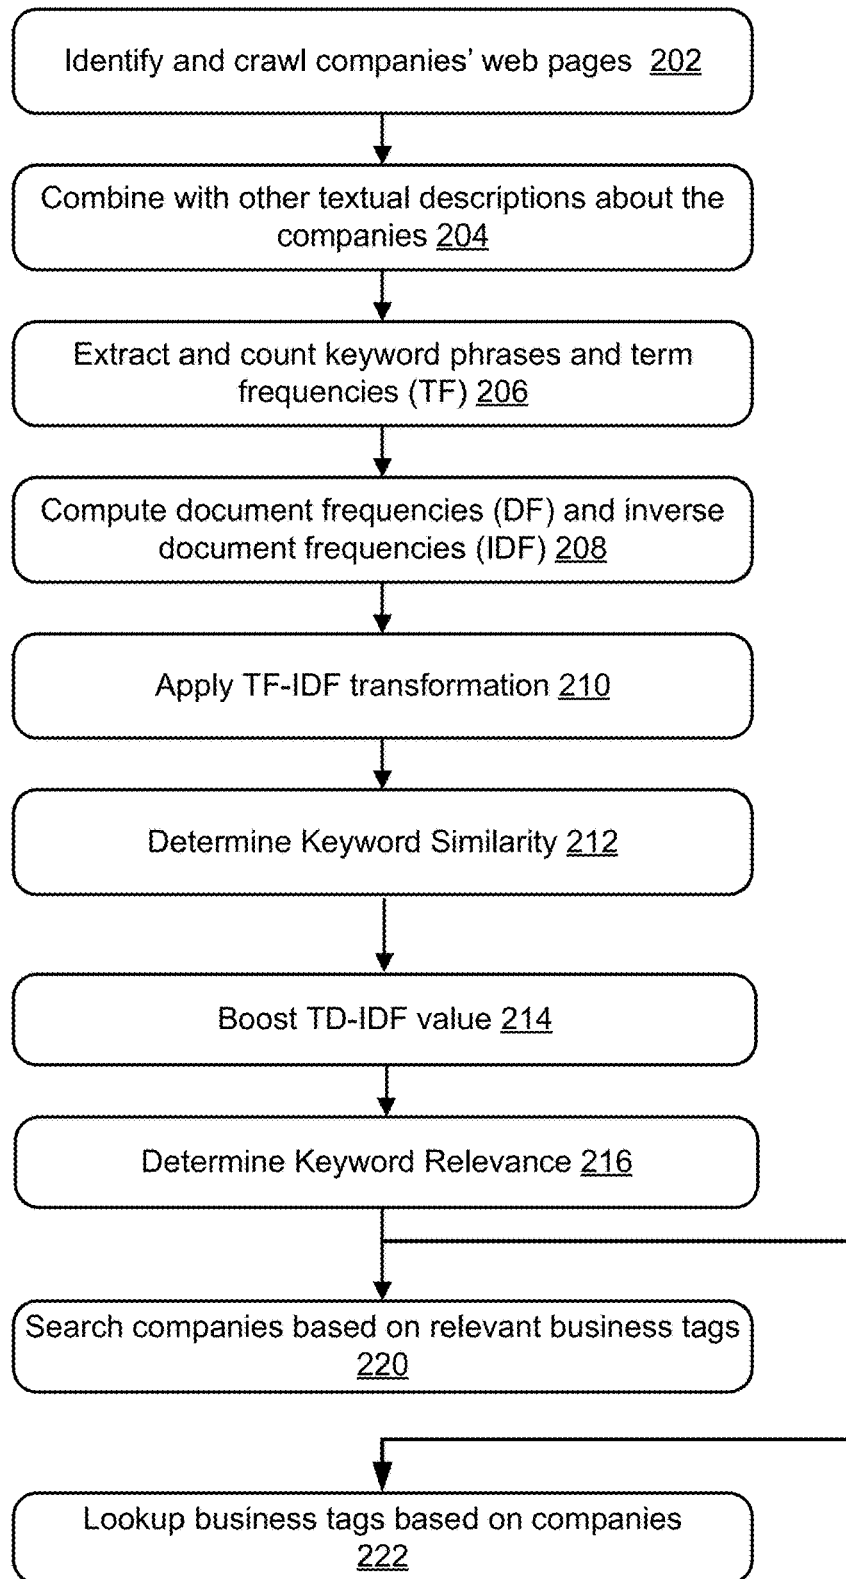 Identify and crawl companies' web pages 202
Combine with other textual descriptions about the
companies 204
Extract and count keyword phrases and term
frequencies (TF) 206
Compute document frequencies (DF) and inverse
document frequencies (IDF) 208
Apply TF-IDF transformation 210
Determine Keyword Similarity 212
Boost TD-IDF value 214
Determine Keyword Relevance 216
Search companies based on relevant business tags
220
Lookup business tags based on companies
222